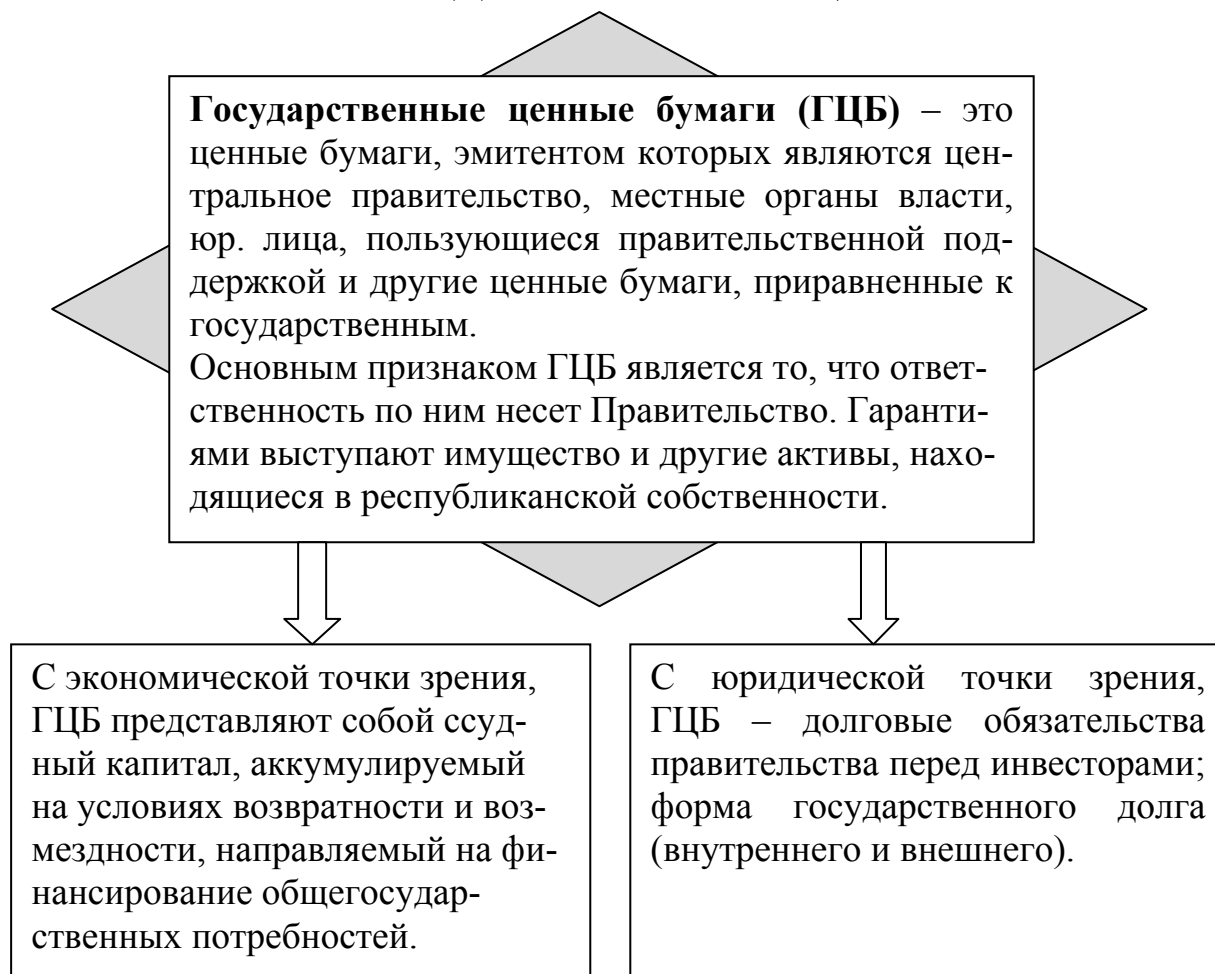 Государственные ценные бумаги (ГЦБ) – это
ценные бумаги, эмитентом которых являются цен-
тральное правительство, местные органы власти,
юр. лица, пользующиеся правительственной под-
держкой и другие ценные бумаги, приравненные к
государственным.
Основным признаком ГЦБ является то, что ответ-
ственность по ним несет Правительство. Гаранти-
ями выступают имущество и другие активы, нахо-
дящиеся в республиканской собственности.
С экономической точки зрения,
ГЦБ представляют собой ссуд-
ный капитал, аккумулируемый
на условиях возвратности и воз-
мездности, направляемый на фи-
нансирование общегосудар-
ственных потребностей.
С юридической точки зрения,
ГЦБ – долговые обязательства
правительства перед инвесторами;
форма государственного долга
(внутреннего и внешнего).